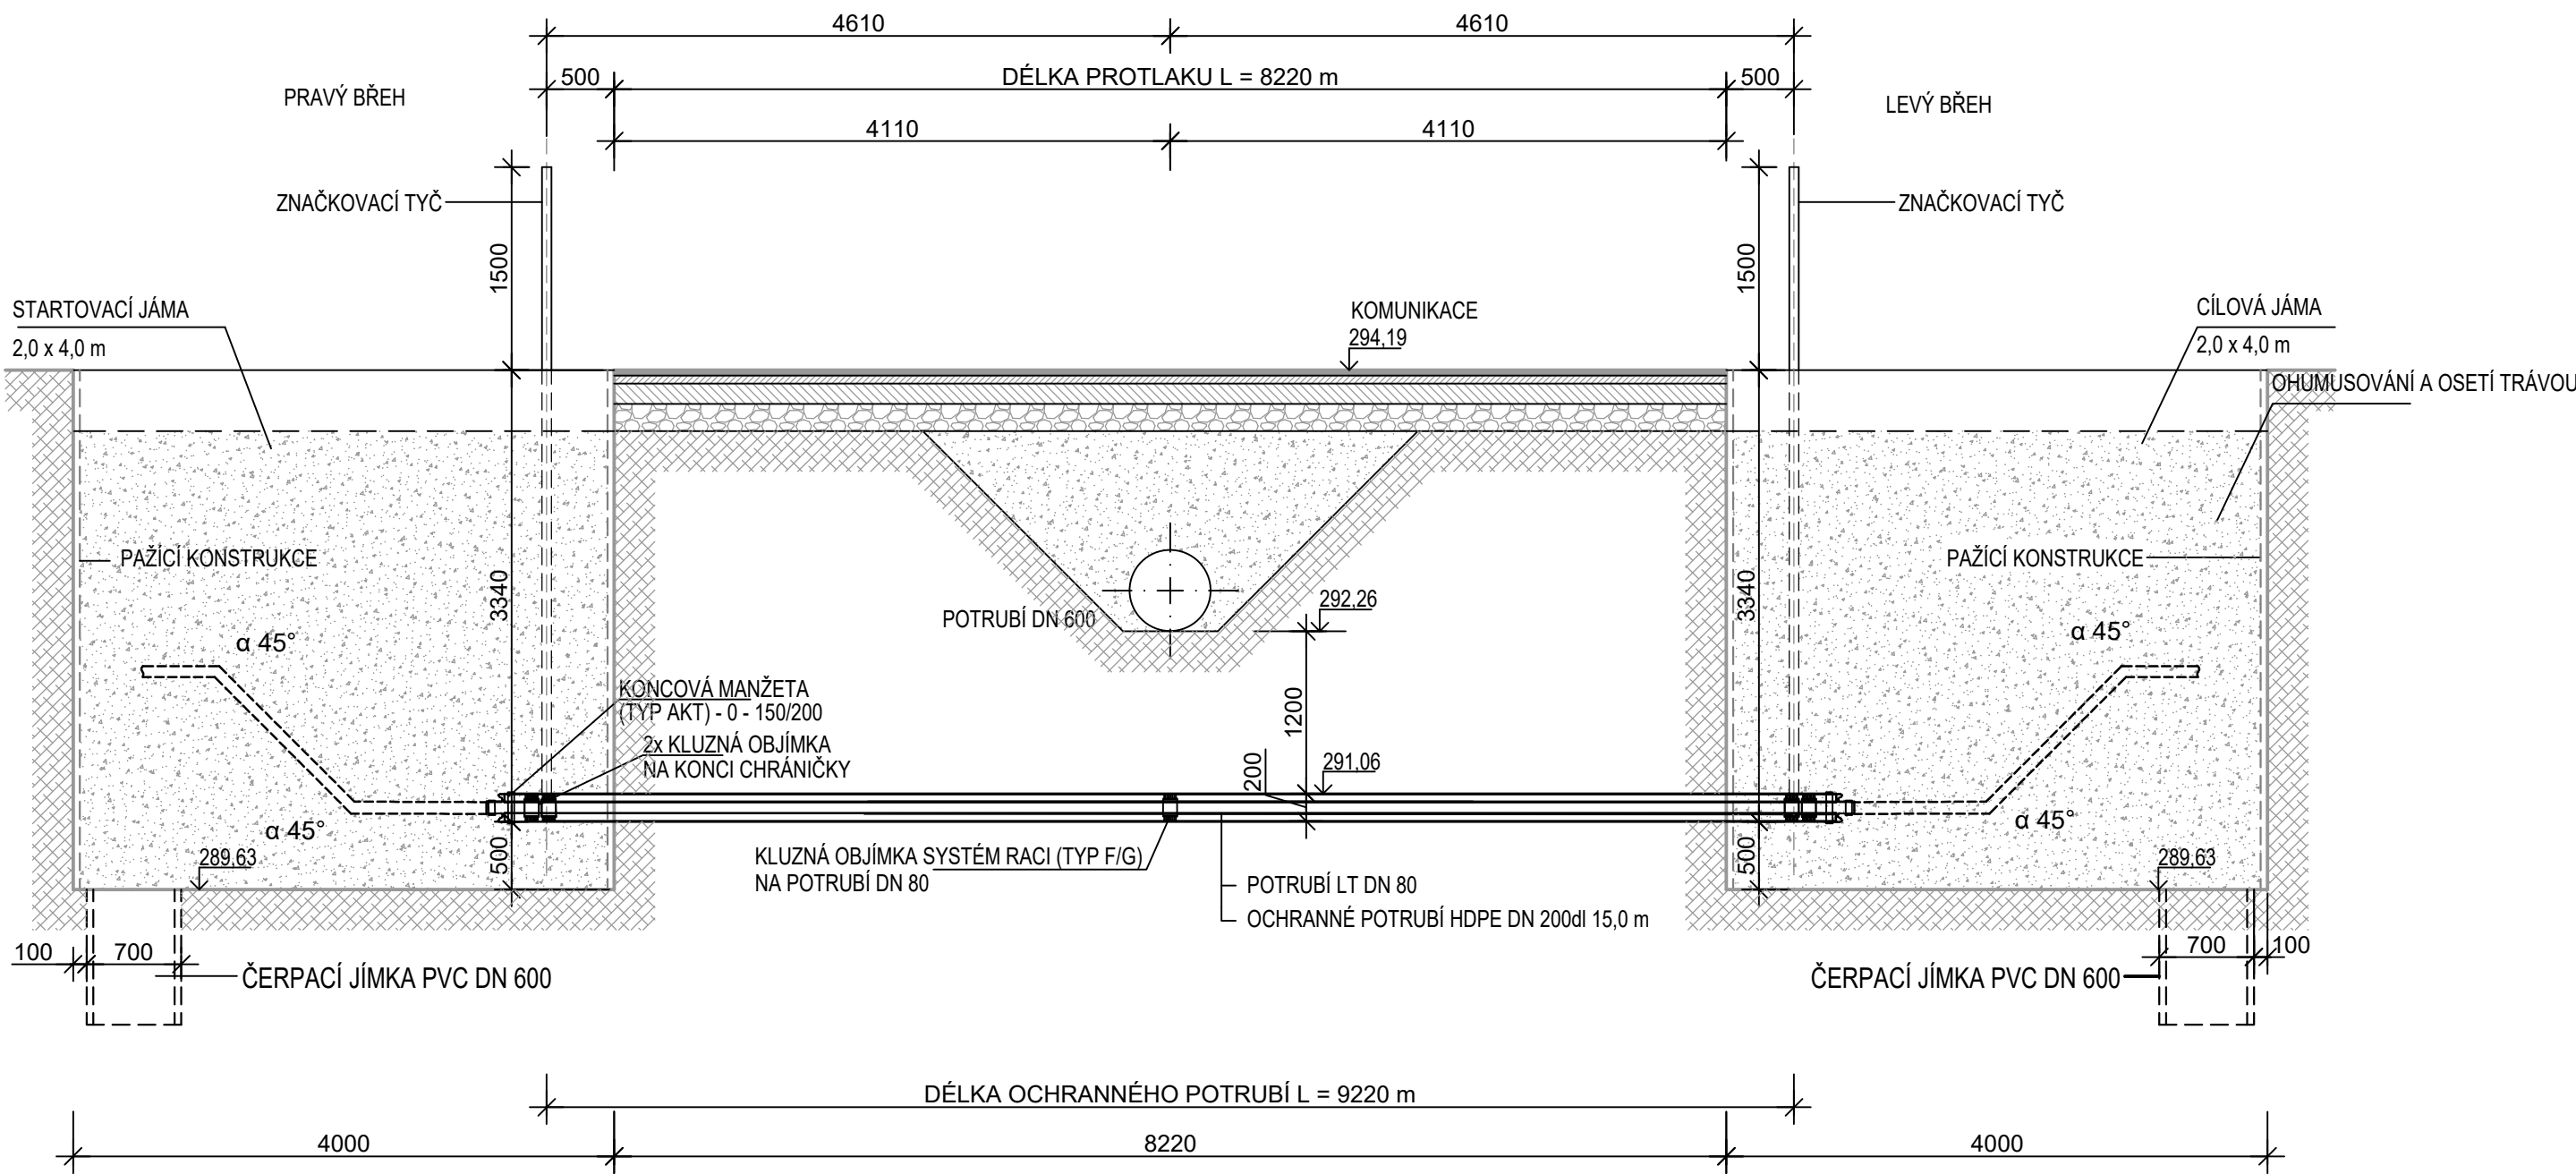 4610
4610
500
DÉLKA PROTLAKU L = 8220 m
500
PRAVÝ BŘEH
LEVÝ BŘEH
4110
4110
ZNAČKOVACÍ TYČ
ZNAČKOVACÍ TYČ
1500
1500
STARTOVACÍ JÁMA
2,0 x 4,0 m
KOMUNIKACE
294,19
CÍLOVÁ JÁMA
2,0 x 4,0 m
OHUMUSOVÁNÍ A OSETÍ TRÁVOU
PAŽÍCÍ KONSTRUKCE
PAŽÍCÍ KONSTRUKCE
3340
3340
POTRUBÍ DN 600
292,26
α 45°
α 45°
KONCOVÁ MANŽETA
(TYP AKT) - 0 - 150/200
2x KLUZNÁ OBJÍMKA
NA KONCI CHRÁNIČKY
1200
200
291,06
α 45°
α 45°
289,63
500
KLUZNÁ OBJÍMKA SYSTÉM RACI (TYP F/G)
NA POTRUBÍ DN 80
POTRUBÍ LT DN 80
OCHRANNÉ POTRUBÍ HDPE DN 200dl 15,0 m
500
289,63
100
700
ČERPACÍ JÍMKA PVC DN 600
ČERPACÍ JÍMKA PVC DN 600
700
100
DÉLKA OCHRANNÉHO POTRUBÍ L = 9220 m
4000
8220
4000